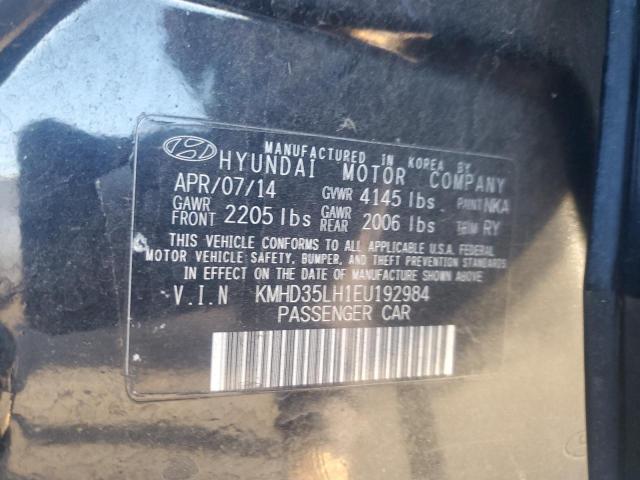 MANUFACTURED IN KOREA BY
HYUNDAI MOTOR COMPANY
APR/07/14 GVWR 4145 lbs PAINT NKA
GAWR FRONT 2205 lbs GAWR REAR 2006 lbs TRIM RY
THIS VEHICLE CONFORMS TO ALL APPLICABLE U.S.A. FEDERAL
MOTOR VEHICLE SAFETY, BUMPER, AND THEFT PREVENTION STANDARDS
IN EFFECT ON THE DATE OF MANUFACTURE SHOWN ABOVE.
V.I.N KMHD35LH1EU192984
PASSENGER CAR